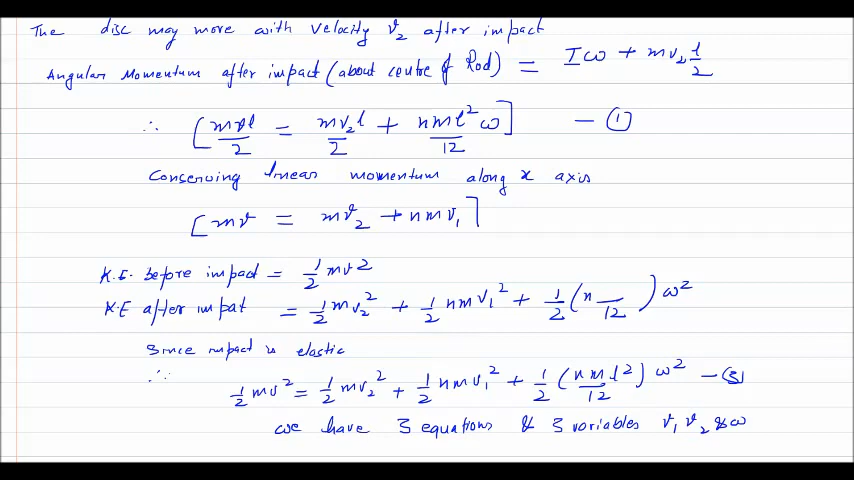 The disc may move with velocity v₂ after impact
Angular Momentum after impact (about centre of Rod) = Iω + mv₂ l/2
∴ [mvl/2 = mv₂l/2 + nml²/12 ω] — ①
Conserving linear momentum along x axis
[mv = mv₂ + nmv₁]
K.E. before impact = 1/2 mv2
K.E after impat = 1/2 mv₂² + 1/2 nmv₁² + 1/2 (n /12) ω²
Since impact is elastic
∴ 1/2 mv² = 1/2 mv₂² + 1/2 nmv₁² + 1/2 (nml²/12) ω² — ③
we have 3 equations & 3 variables v₁ v₂ & ω